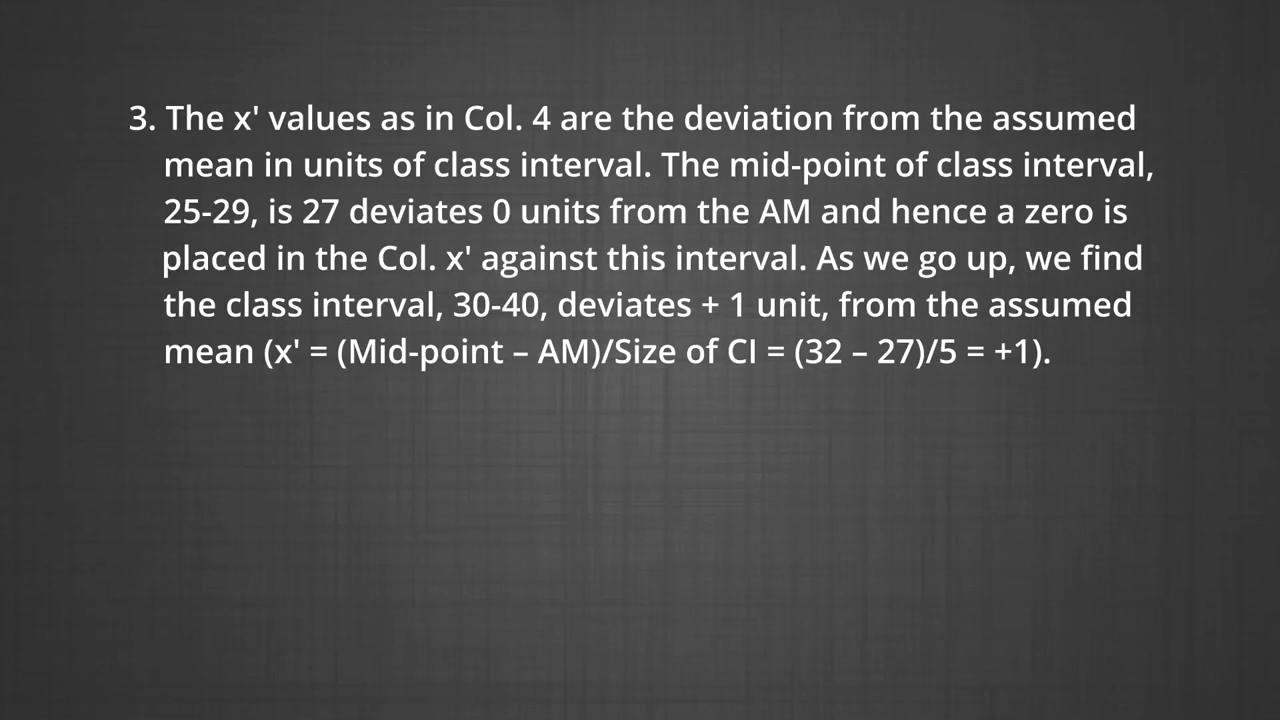 3. The x' values as in Col. 4 are the deviation from the assumed
mean in units of class interval. The mid-point of class interval,
25-29, is 27 deviates 0 units from the AM and hence a zero is
placed in the Col. x' against this interval. As we go up, we find
the class interval, 30-40, deviates + 1 unit, from the assumed
mean (x' = (Mid-point – AM)/Size of CI = (32 – 27)/5 = +1).